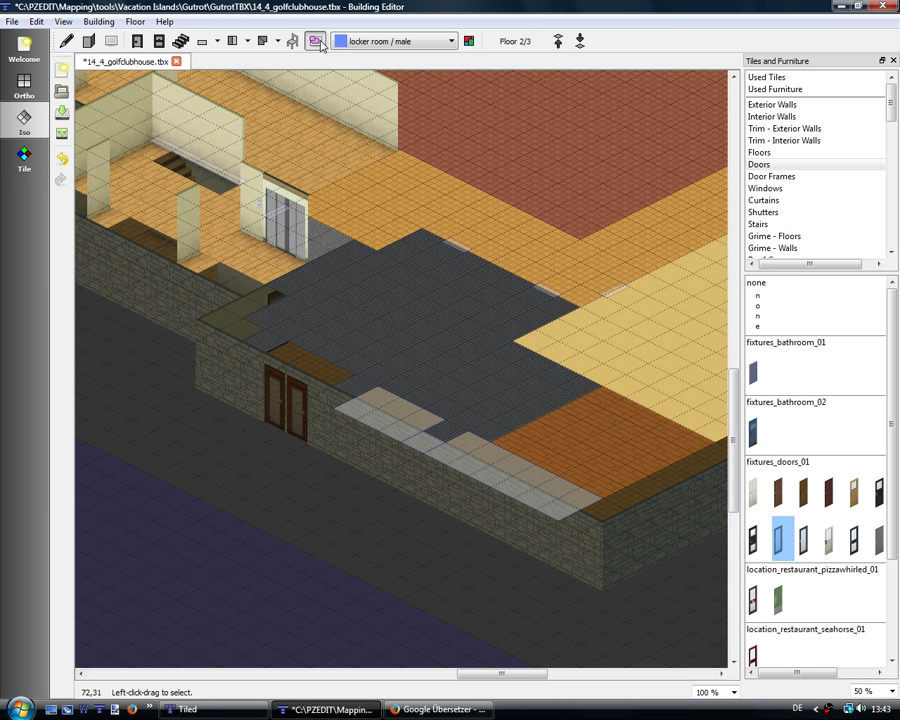 *C:\PZEDIT\Mapping\tools\Vacation Islands\Gutrot\GutrotTBX\14_4_golfclubhouse.tbx - Building Editor
File Edit View Building Floor Help
Welcome
Ortho
Iso
Tile
locker room / male
Floor 2/3
*14_4_golfclubhouse.tbx
Tiles and Furniture
Used Tiles
Used Furniture
Exterior Walls
Interior Walls
Trim - Exterior Walls
Trim - Interior Walls
Floors
Doors
Door Frames
Windows
Curtains
Shutters
Stairs
Grime - Floors
Grime - Walls
none
n
o
n
e
fixtures_bathroom_01
fixtures_bathroom_02
fixtures_doors_01
location_restaurant_pizzawhirled_01
location_restaurant_seahorse_01
72,31 Left-click-drag to select.
100 %
50 %
Tiled
*C:\PZEDIT\Mappin...
Google Übersetzer - ...
DE
13:43